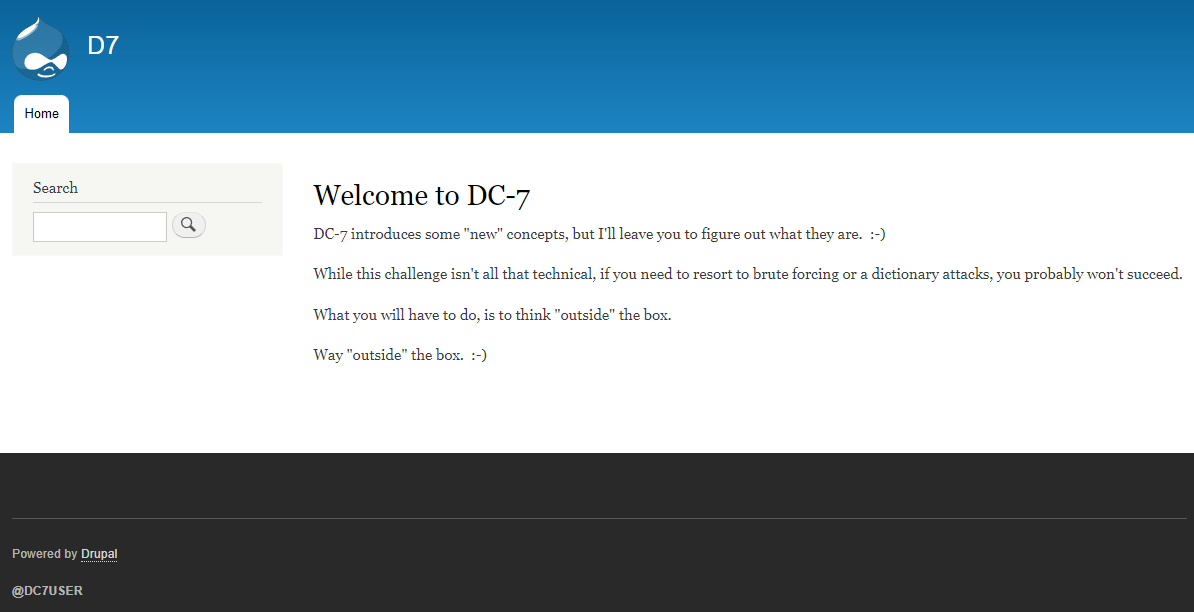 D7
Home
Search
Welcome to DC-7
DC-7 introduces some "new" concepts, but I'll leave you to figure out what they are.  :-)
While this challenge isn't all that technical, if you need to resort to brute forcing or a dictionary attacks, you probably won't succeed.
What you will have to do, is to think "outside" the box.
Way "outside" the box.  :-)
Powered by Drupal
@DC7USER